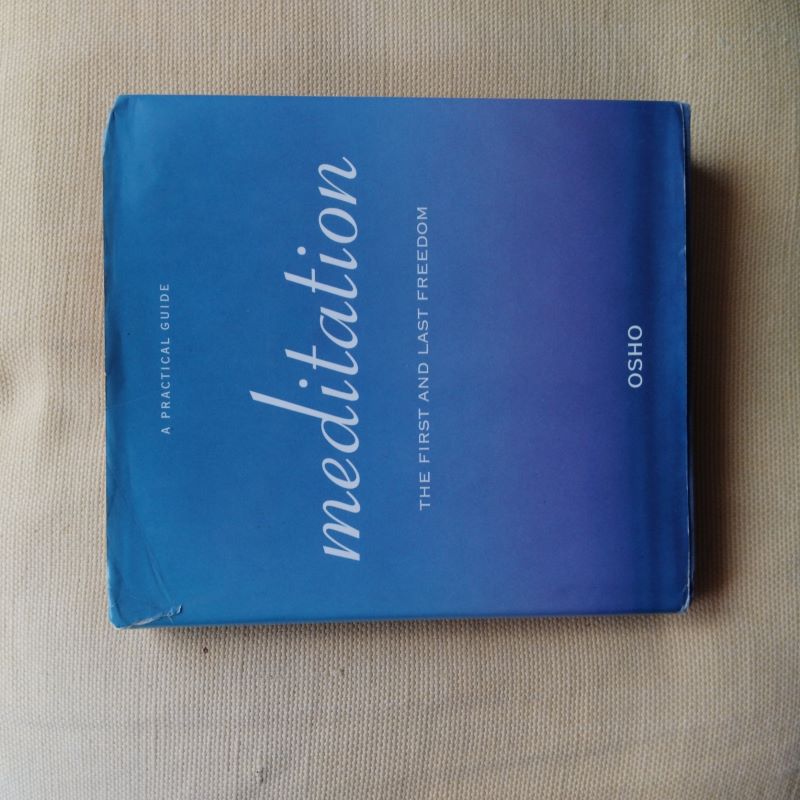 A PRACTICAL GUIDE
meditation
THE FIRST AND LAST FREEDOM
OSHO